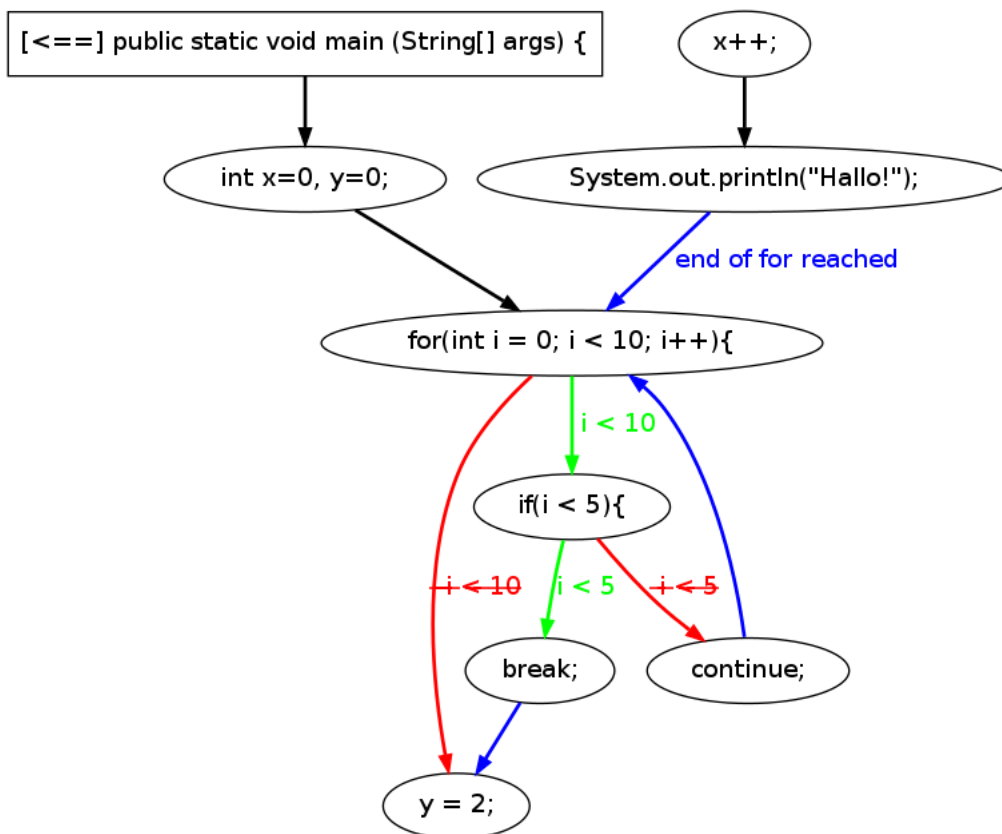 [<==] public static void main (String[] args) {
x++;
int x=0, y=0;
System.out.println("Hallo!");
end of for reached
for(int i = 0; i < 10; i++){
i < 10
if(i < 5){
i < 10
i < 5
i < 5
break;
continue;
y = 2;